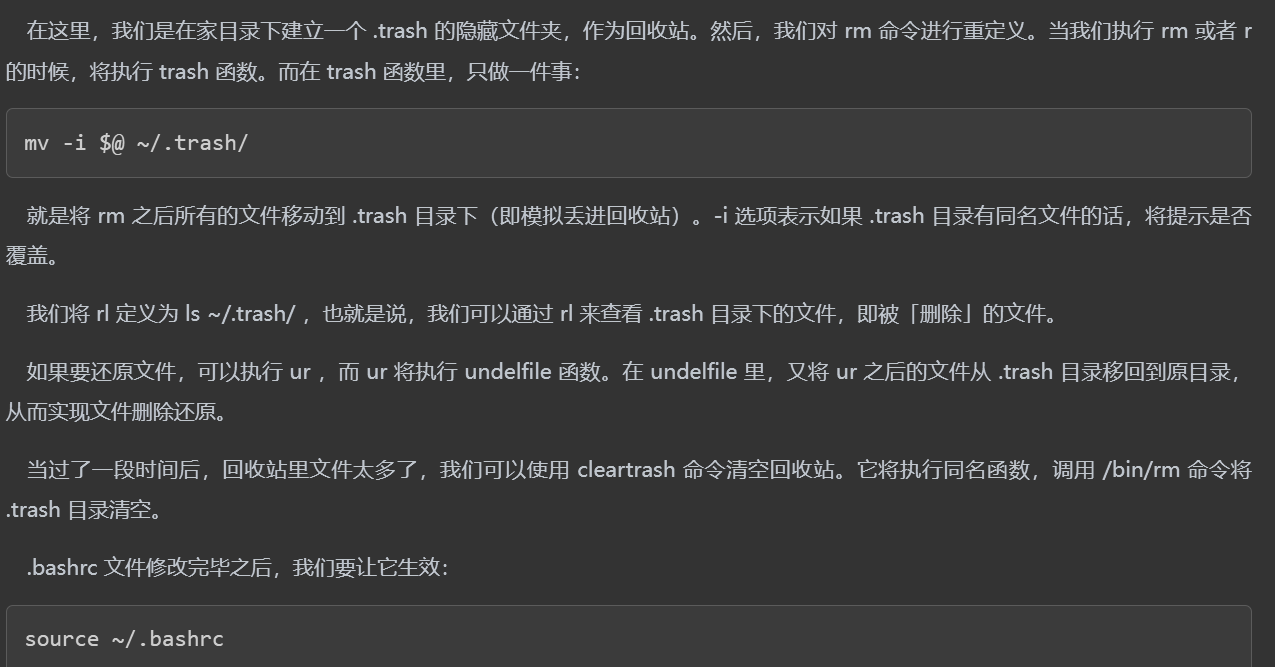 在这里，我们是在家目录下建立一个 .trash 的隐藏文件夹，作为回收站。然后，我们对 rm 命令进行重定义。当我们执行 rm 或者 r
的时候，将执行 trash 函数。而在 trash 函数里，只做一件事：
mv -i $@ ~/.trash/
就是将 rm 之后所有的文件移动到 .trash 目录下（即模拟丢进回收站）。-i 选项表示如果 .trash 目录有同名文件的话，将提示是否
覆盖。
我们将 rl 定义为 ls ~/.trash/ ，也就是说，我们可以通过 rl 来查看 .trash 目录下的文件，即被「删除」的文件。
如果要还原文件，可以执行 ur ，而 ur 将执行 undelfile 函数。在 undelfile 里，又将 ur 之后的文件从 .trash 目录移回到原目录，
从而实现文件删除还原。
当过了一段时间后，回收站里文件太多了，我们可以使用 cleartrash 命令清空回收站。它将执行同名函数，调用 /bin/rm 命令将
.trash 目录清空。
.bashrc 文件修改完毕之后，我们要让它生效：
source ~/.bashrc